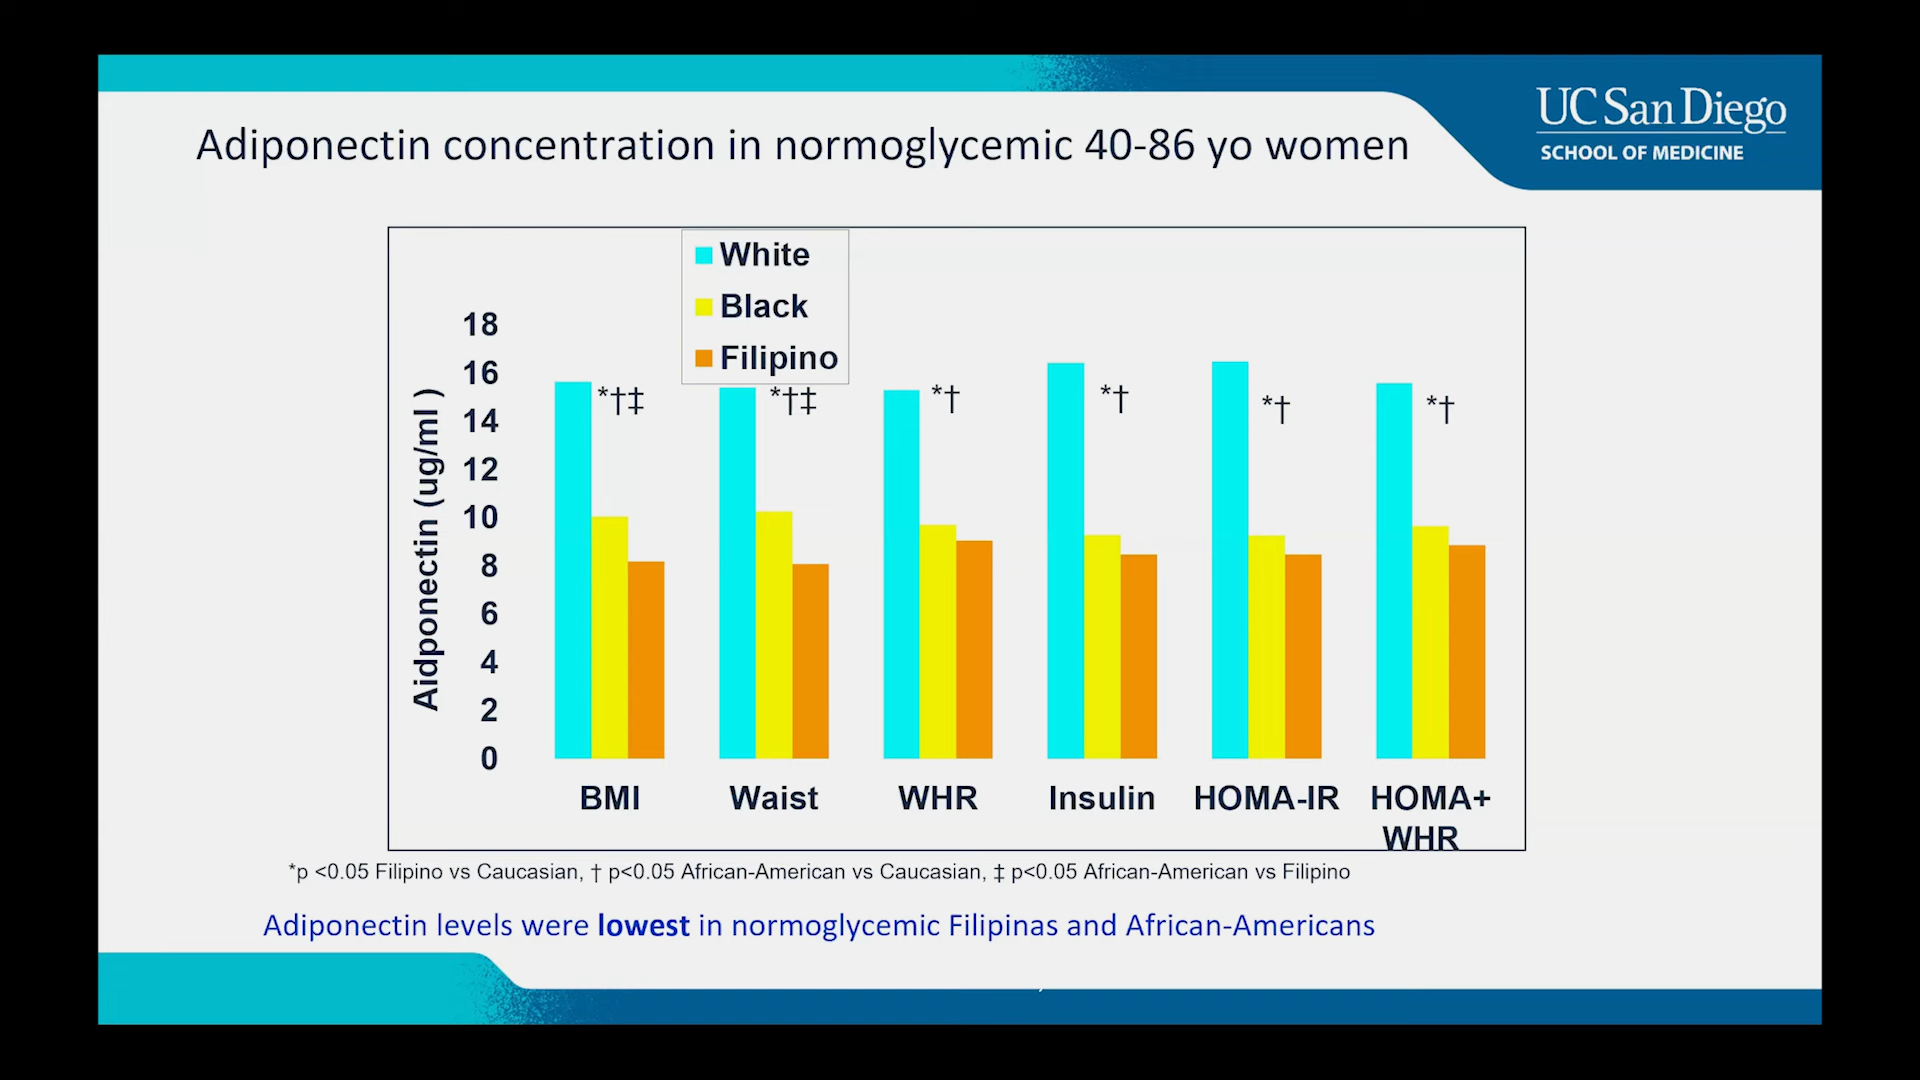 UC San Diego
SCHOOL OF MEDICINE
Adiponectin concentration in normoglycemic 40-86 yo women
White
Black
Filipino
Aidponectin (ug/ml )
18
16
14
12
10
8
6
4
2
0
*†‡
*†‡
*†
*†
*†
*†
BMI
Waist
WHR
Insulin
HOMA-IR
HOMA+
WHR
*p <0.05 Filipino vs Caucasian, † p<0.05 African-American vs Caucasian, ‡ p<0.05 African-American vs Filipino
Adiponectin levels were lowest in normoglycemic Filipinas and African-Americans